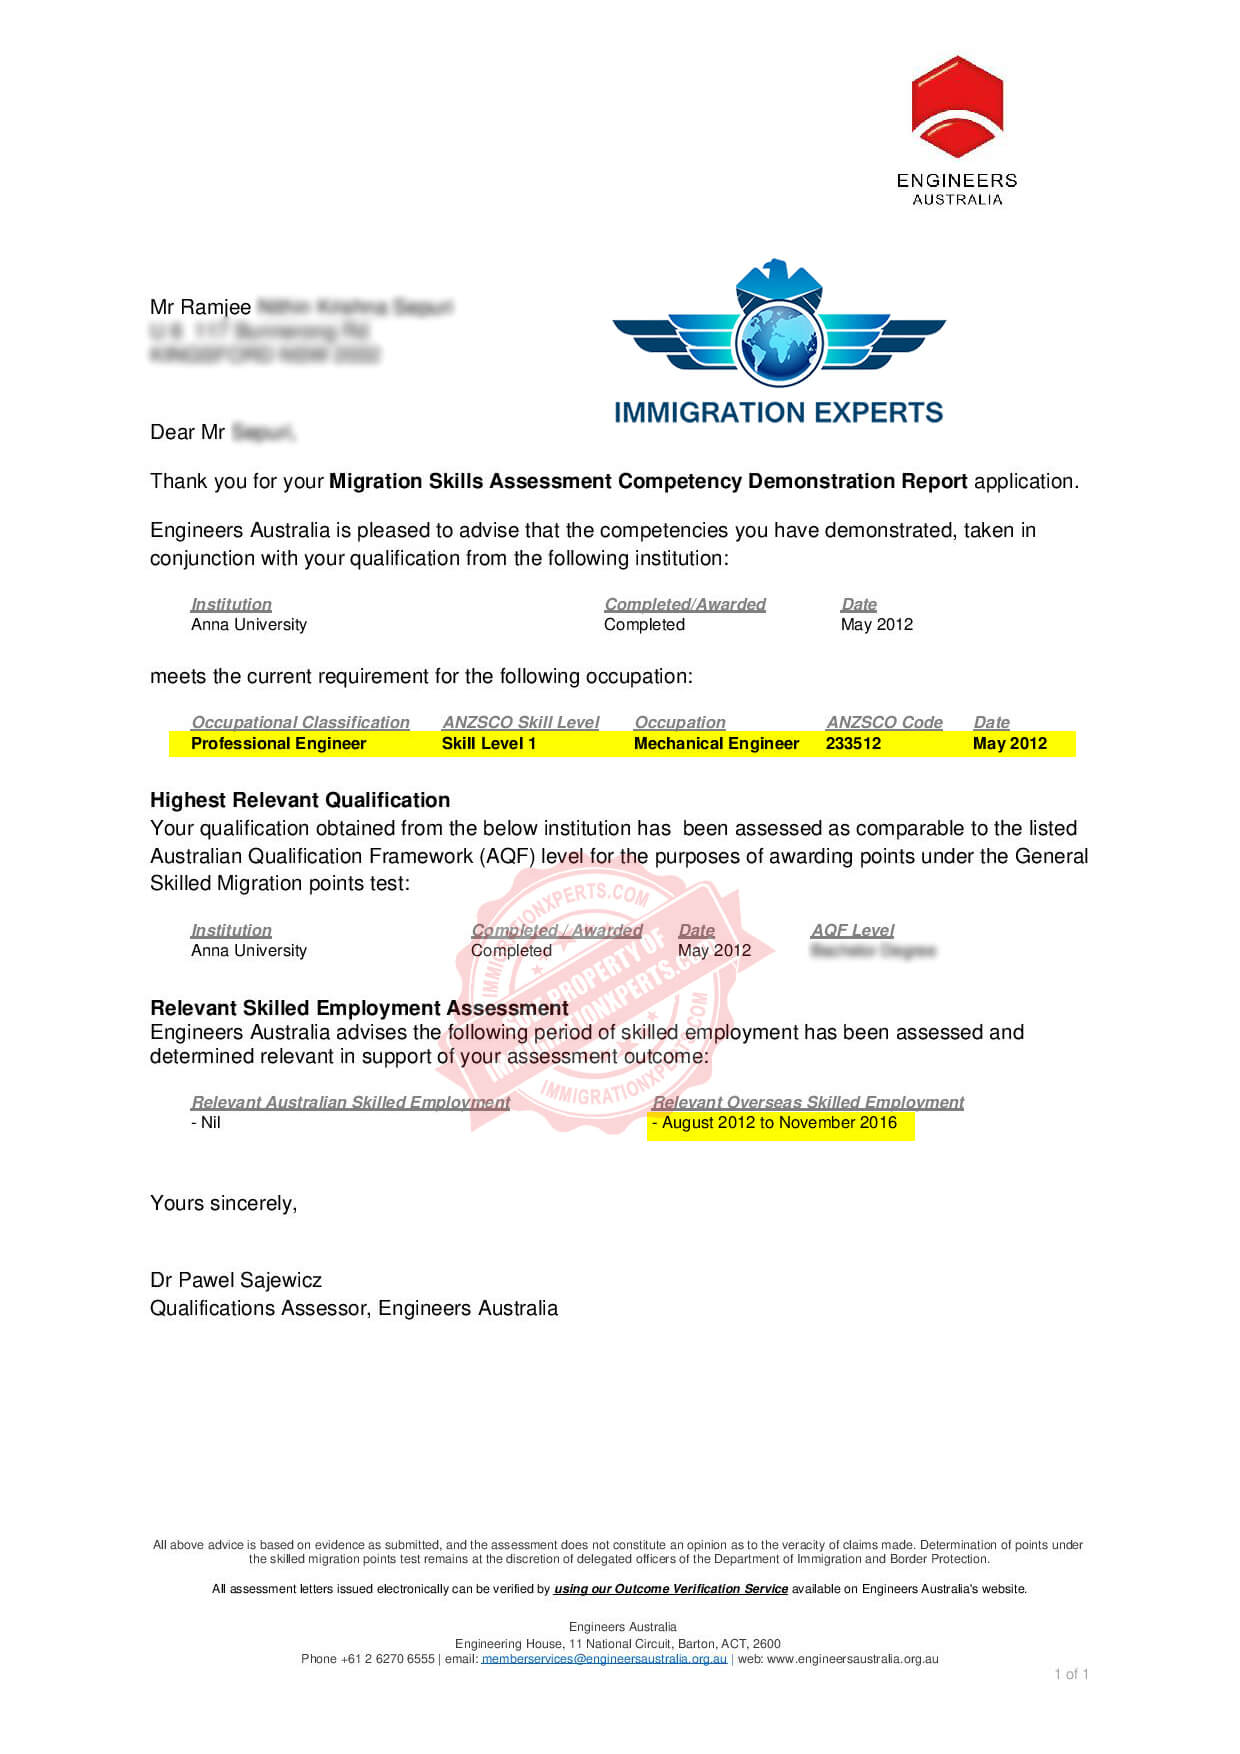 ENGINEERS
AUSTRALIA
Mr Ramjee
IMMIGRATION EXPERTS
Dear Mr
Thank you for your Migration Skills Assessment Competency Demonstration Report application.
Engineers Australia is pleased to advise that the competencies you have demonstrated, taken in
conjunction with your qualification from the following institution:
Institution Completed/Awarded Date
Anna University Completed May 2012
meets the current requirement for the following occupation:
Occupational Classification ANZSCO Skill Level Occupation ANZSCO Code Date
Professional Engineer Skill Level 1 Mechanical Engineer 233512 May 2012
Highest Relevant Qualification
Your qualification obtained from the below institution has been assessed as comparable to the listed
Australian Qualification Framework (AQF) level for the purposes of awarding points under the General
Skilled Migration points test:
Institution Completed / Awarded Date AQF Level
Anna University Completed May 2012
IMMIGRATIONXPERTS.COM
SOLE PROPERTY OF
IMMIGRATIONXPERTS.COM
IMMIGRATIONXPERTS.COM
Relevant Skilled Employment Assessment
Engineers Australia advises the following period of skilled employment has been assessed and
determined relevant in support of your assessment outcome:
Relevant Australian Skilled Employment Relevant Overseas Skilled Employment
- Nil - August 2012 to November 2016
Yours sincerely,
Dr Pawel Sajewicz
Qualifications Assessor, Engineers Australia
All above advice is based on evidence as submitted, and the assessment does not constitute an opinion as to the veracity of claims made. Determination of points under
the skilled migration points test remains at the discretion of delegated officers of the Department of Immigration and Border Protection.
All assessment letters issued electronically can be verified by using our Outcome Verification Service available on Engineers Australia's website.
Engineers Australia
Engineering House, 11 National Circuit, Barton, ACT, 2600
Phone +61 2 6270 6555 | email: memberservices@engineersaustralia.org.au | web: www.engineersaustralia.org.au
1 of 1